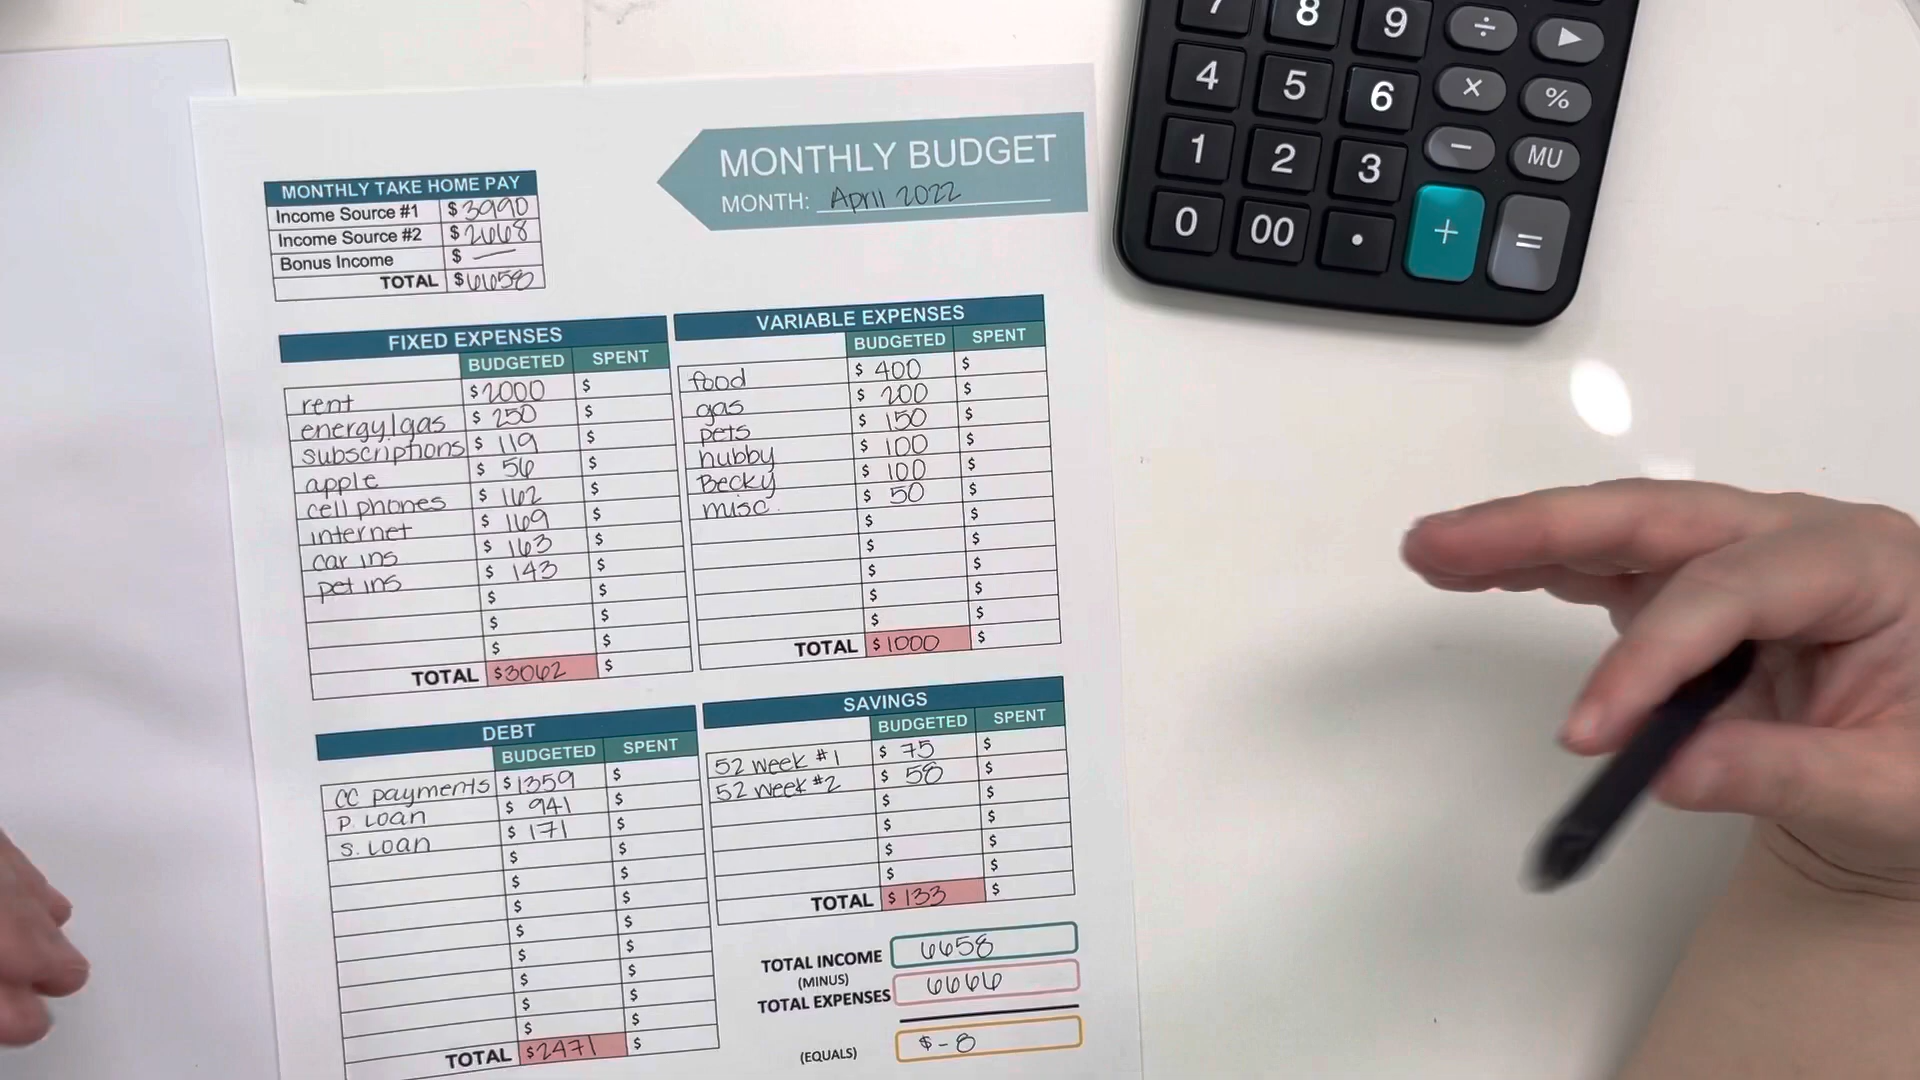 7 8 9 ÷ ▶
4 5 6 × %
1 2 3 − MU
0 00 • + =
MONTHLY BUDGET
MONTH: April 2022
MONTHLY TAKE HOME PAY
Income Source #1 $3990
Income Source #2 $2668
Bonus Income $ —
TOTAL $6658
FIXED EXPENSES
BUDGETED SPENT
rent $2000 $
energy/gas $ 250 $
subscriptions $ 119 $
apple $ 56 $
cell phones $ 162 $
internet $ 169 $
car ins $ 163 $
pet ins $ 143 $
$ $
$ $
$ $
TOTAL $3062 $
VARIABLE EXPENSES
BUDGETED SPENT
food $ 400 $
gas $ 200 $
pets $ 150 $
hubby $ 100 $
Becky $ 100 $
misc. $ 50 $
$ $
$ $
$ $
$ $
$ $
TOTAL $1000 $
DEBT
BUDGETED SPENT
CC payments $1359 $
P. Loan $ 941 $
S. Loan $ 171 $
$ $
$ $
$ $
$ $
$ $
$ $
$ $
$ $
TOTAL $2471 $
SAVINGS
BUDGETED SPENT
52 week #1 $ 75 $
52 week #2 $ 58 $
$ $
$ $
$ $
$ $
TOTAL $ 133 $
TOTAL INCOME 6658
(MINUS)
TOTAL EXPENSES 6666
(EQUALS) $-8